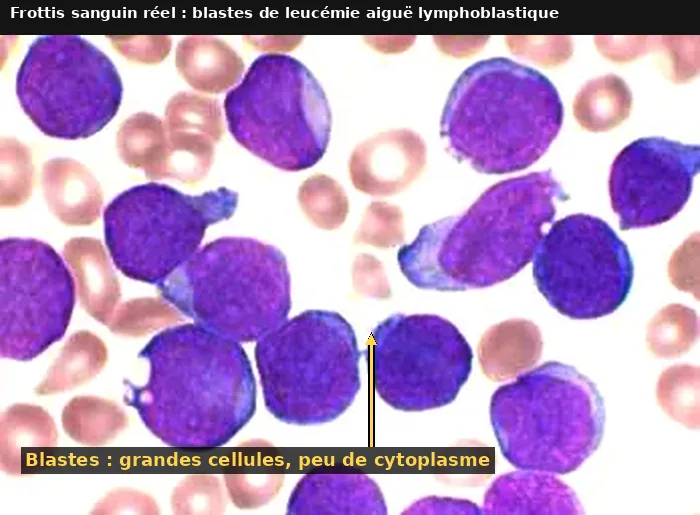 Frottis sanguin réel : blastes de leucémie aiguë lymphoblastique
Blastes : grandes cellules, peu de cytoplasme